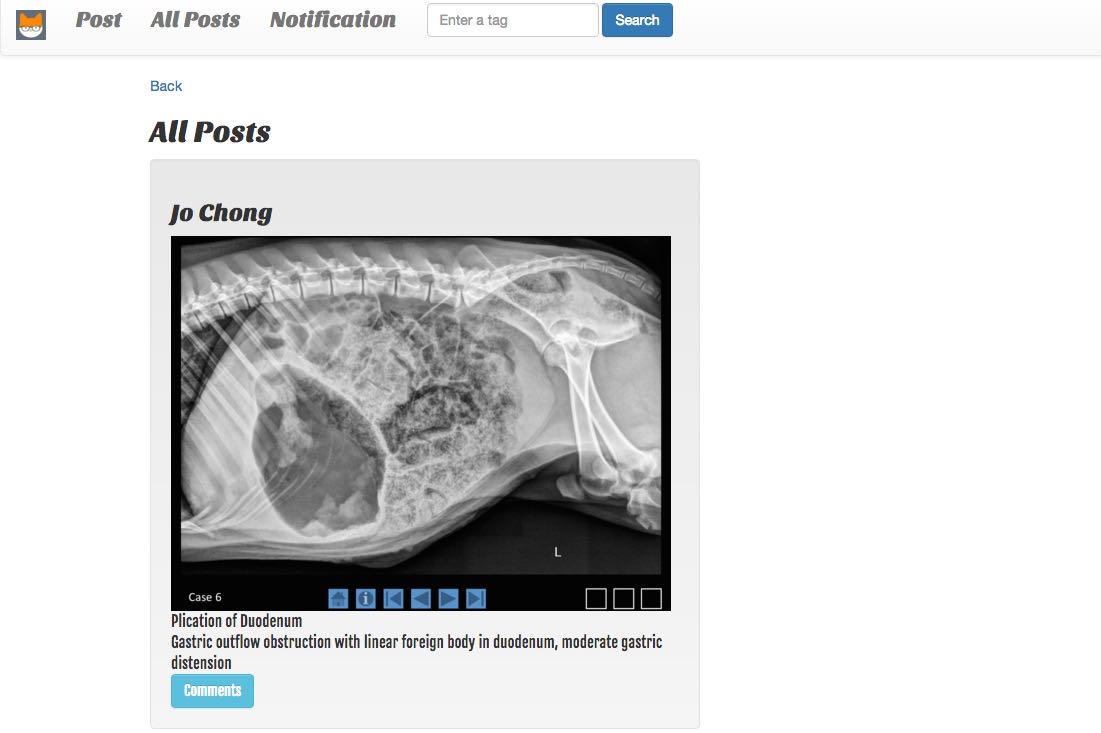 Post All Posts Notification Enter a tag Search
Back
All Posts
Jo Chong
L
Case 6
Plication of Duodenum
Gastric outflow obstruction with linear foreign body in duodenum, moderate gastric
distension
Comments